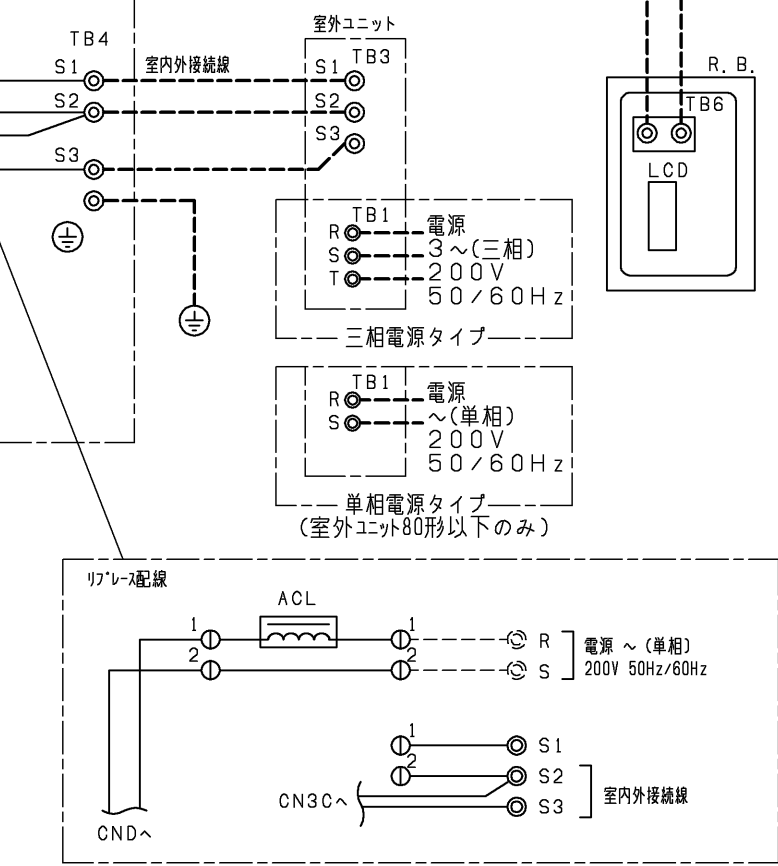 室外ユニット
TB4
TB3
R.B.
S1
室内外接続線
S1
S2
S2
TB6
S3
S3
LCD
TB1
R
電源
S
3～(三相)
T
200V
50/60Hz
三相電源タイプ
TB1
R
電源
S
～(単相)
200V
50/60Hz
単相電源タイプ
(室外ユニット80形以下のみ)
リプレース配線
ACL
1
1
R
電源 ～ (単相)
2
2
S
200V 50Hz/60Hz
1
S1
2
S2
CN3Cへ
室内外接続線
S3
CNDへ